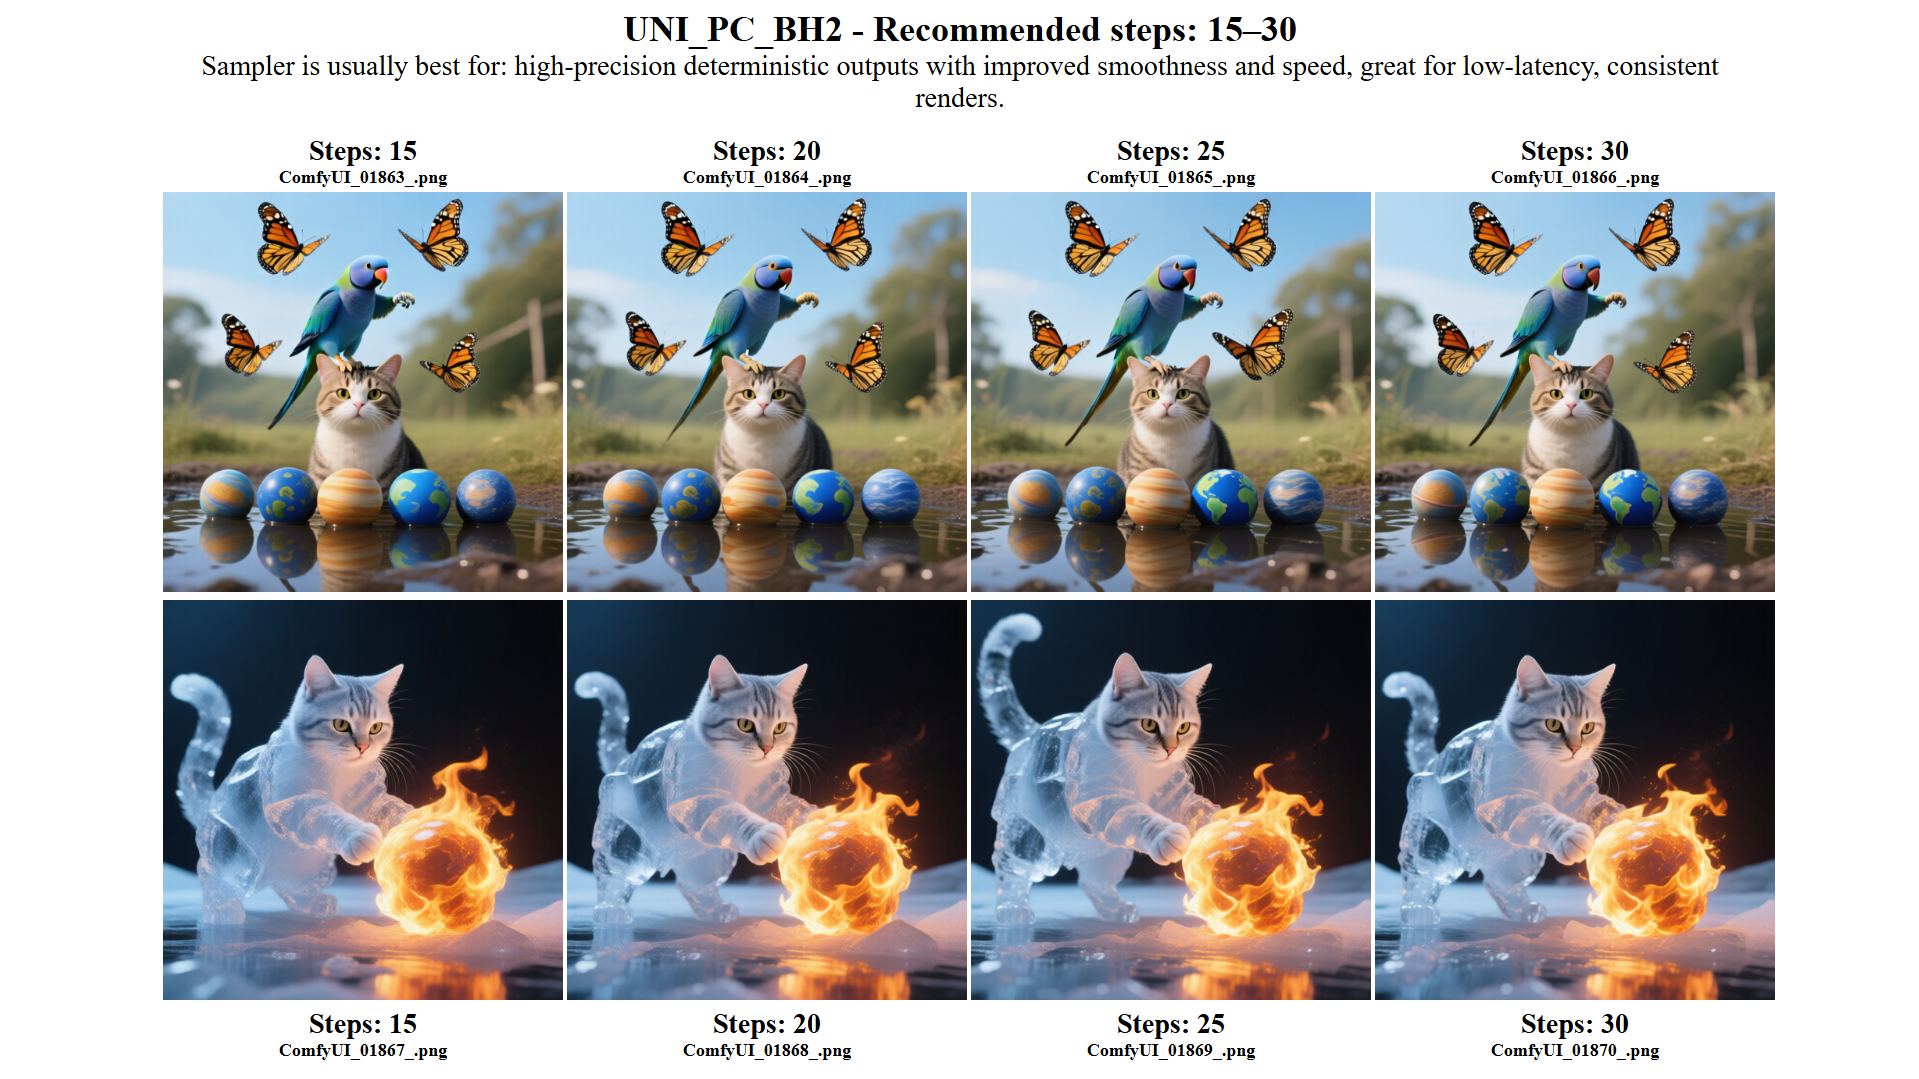 UNI_PC_BH2 - Recommended steps: 15–30
Sampler is usually best for: high-precision deterministic outputs with improved smoothness and speed, great for low-latency, consistent
renders.
Steps: 15
ComfyUI_01863_.png
Steps: 20
ComfyUI_01864_.png
Steps: 25
ComfyUI_01865_.png
Steps: 30
ComfyUI_01866_.png
Steps: 15
ComfyUI_01867_.png
Steps: 20
ComfyUI_01868_.png
Steps: 25
ComfyUI_01869_.png
Steps: 30
ComfyUI_01870_.png